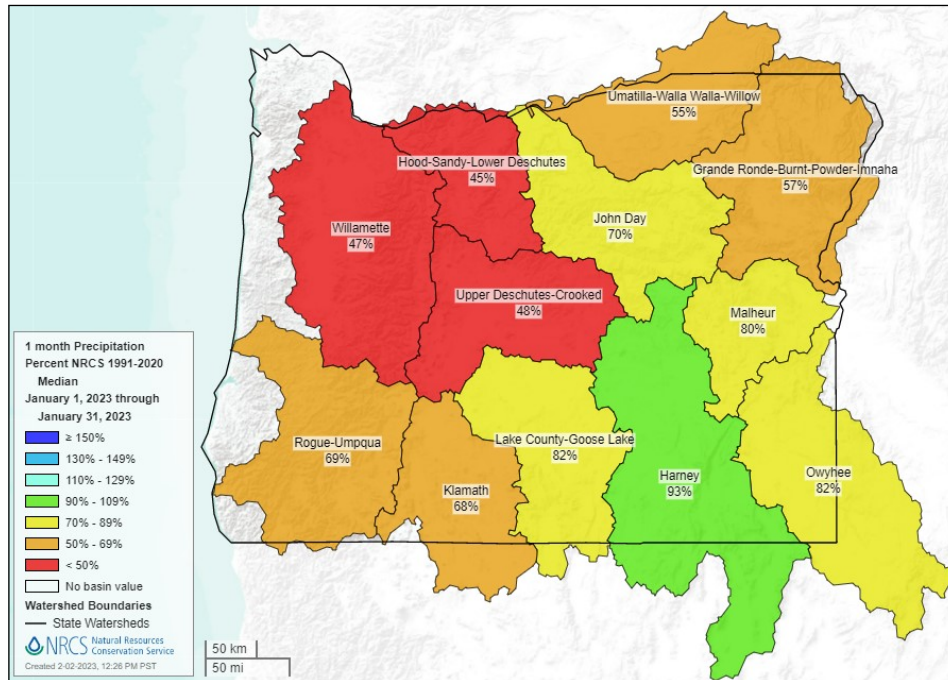 Umatilla-Walla Walla-Willow
55%
Hood-Sandy-Lower Deschutes
45%
Grande Ronde-Burnt-Powder-Imnaha
57%
John Day
70%
Willamette
47%
Upper Deschutes-Crooked
48%
Malheur
80%
Rogue-Umpqua
69%
Lake County-Goose Lake
82%
Klamath
68%
Harney
93%
Owyhee
82%
1 month Precipitation
Percent NRCS 1991-2020
Median
January 1, 2023 through
January 31, 2023
≥ 150%
130% - 149%
110% - 129%
90% - 109%
70% - 89%
50% - 69%
< 50%
No basin value
Watershed Boundaries
State Watersheds
NRCS Natural Resources
Conservation Service
Created 2-02-2023, 12:26 PM PST
50 km
50 mi